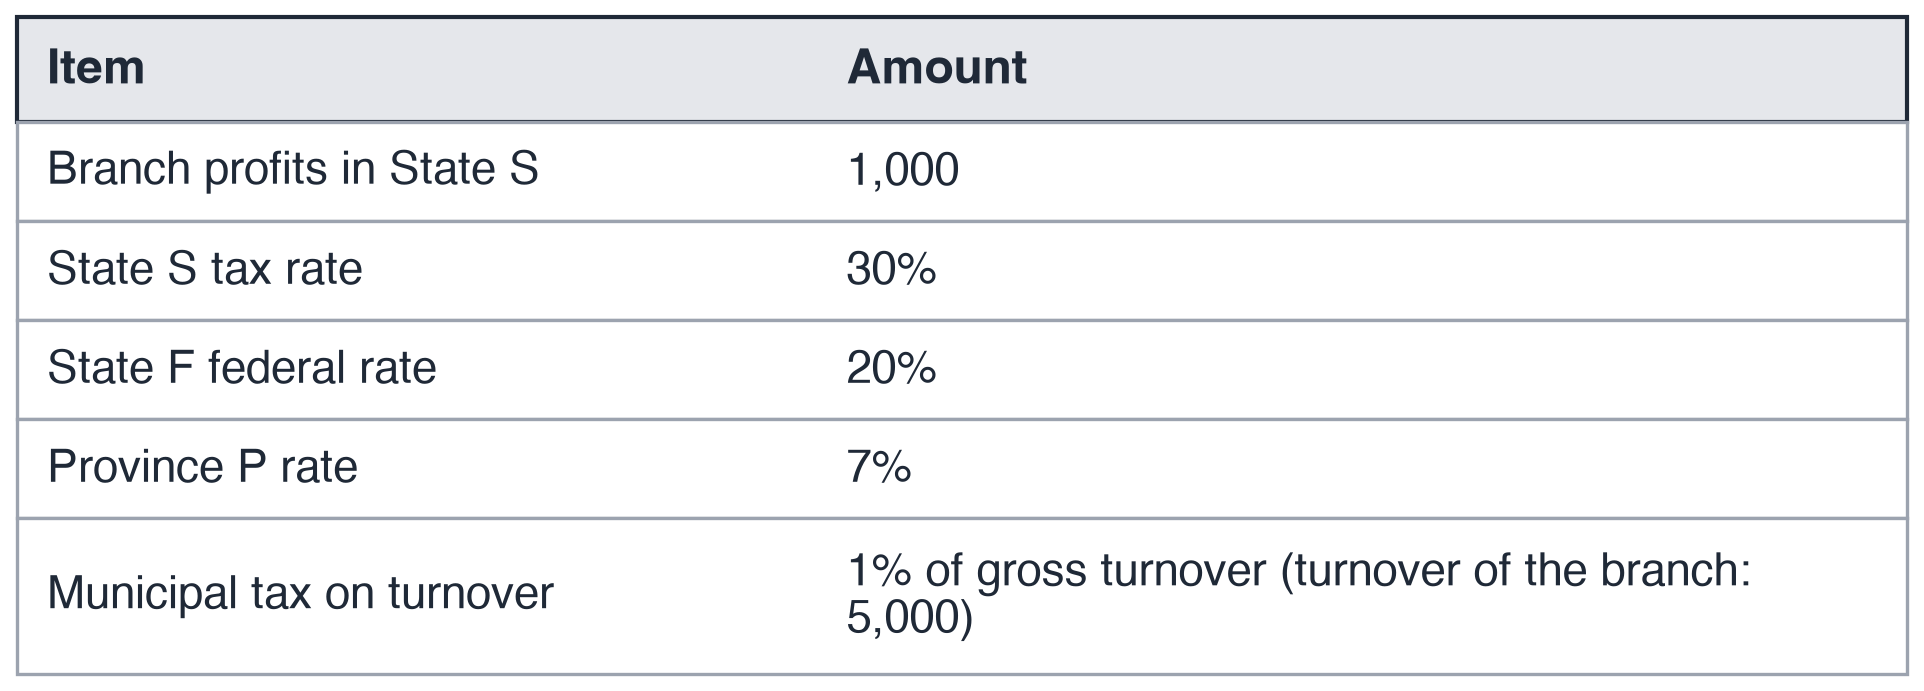 Item Amount
Branch profits in State S 1,000
State S tax rate 30%
State F federal rate 20%
Province P rate 7%
Municipal tax on turnover 1% of gross turnover (turnover of the branch:
5,000)